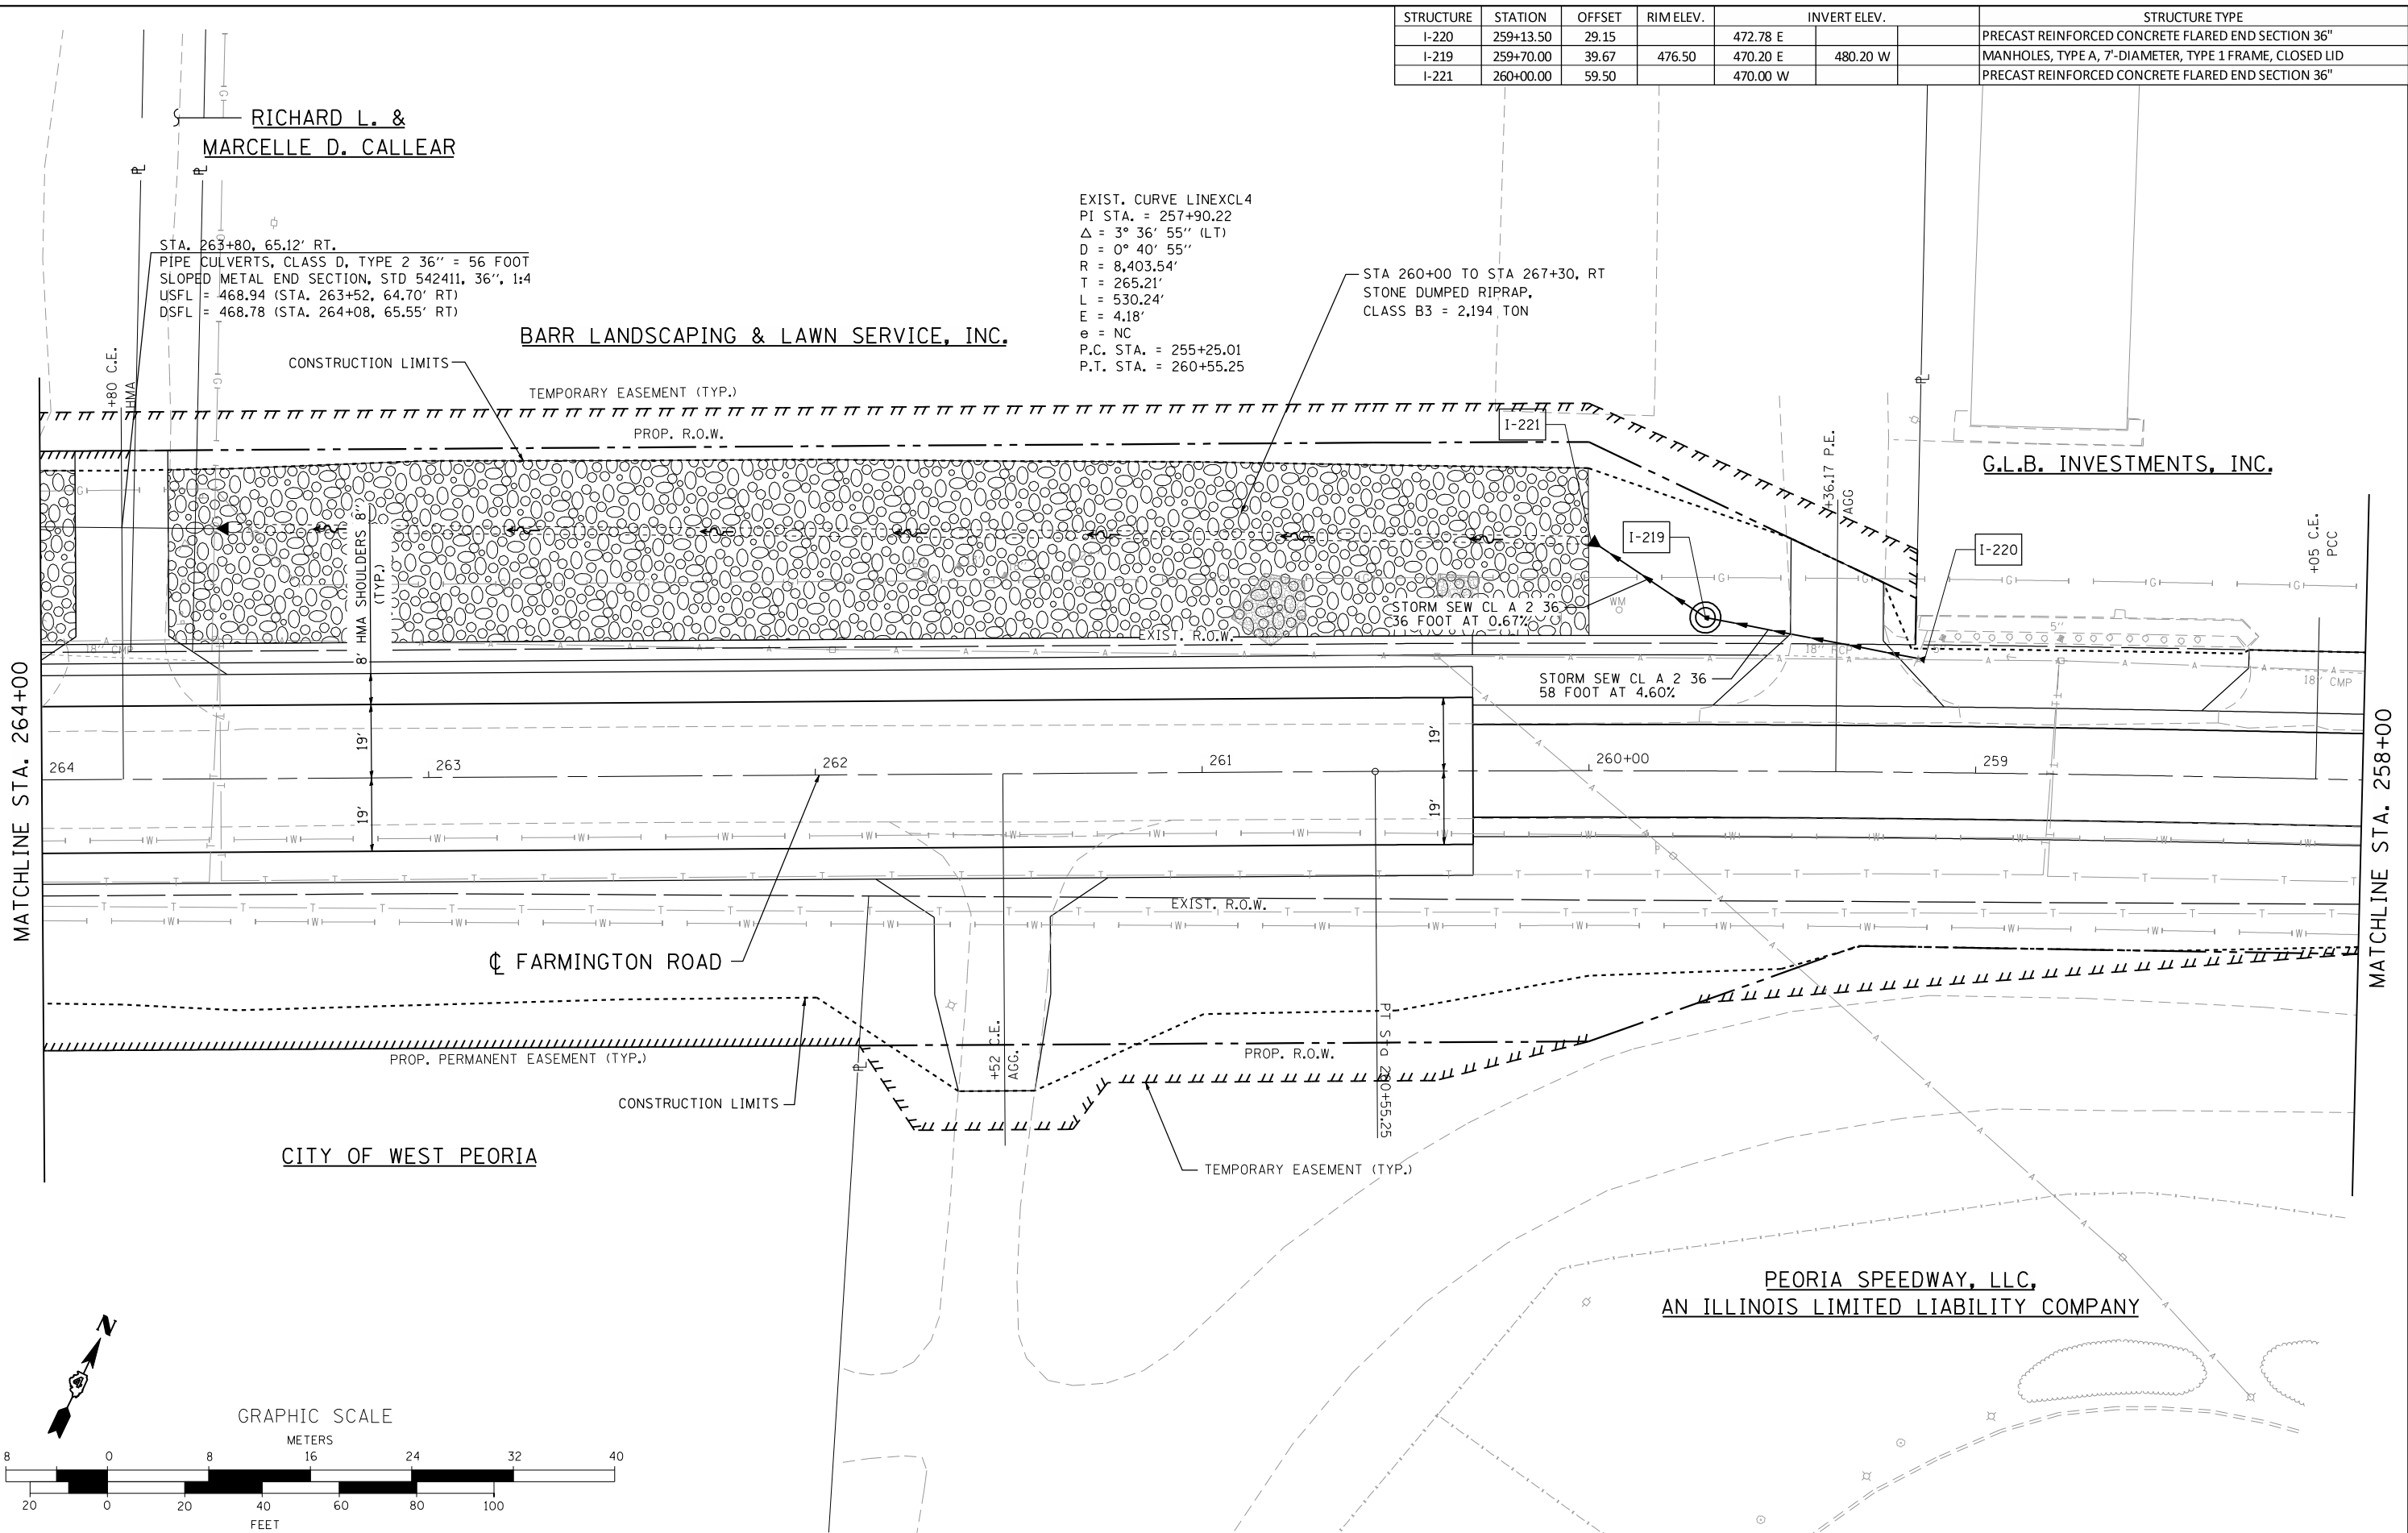 STRUCTURE STATION OFFSET RIM ELEV. INVERT ELEV. STRUCTURE TYPE
I-220 259+13.50 29.15 472.78 E PRECAST REINFORCED CONCRETE FLARED END SECTION 36"
I-219 259+70.00 39.67 476.50 470.20 E 480.20 W MANHOLES, TYPE A, 7'-DIAMETER, TYPE 1 FRAME, CLOSED LID
I-221 260+00.00 59.50 470.00 W PRECAST REINFORCED CONCRETE FLARED END SECTION 36"
RICHARD L. &
MARCELLE D. CALLEAR
STA. 263+80, 65.12' RT.
PIPE CULVERTS, CLASS D, TYPE 2 36'' = 56 FOOT
SLOPED METAL END SECTION, STD 542411, 36'', 1:4
USFL = 468.94 (STA. 263+52, 64.70' RT)
DSFL = 468.78 (STA. 264+08, 65.55' RT)
EXIST. CURVE LINEXCL4
PI STA. = 257+90.22
Δ = 3° 36' 55'' (LT)
D = 0° 40' 55''
R = 8,403.54'
T = 265.21'
L = 530.24'
E = 4.18'
e = NC
P.C. STA. = 255+25.01
P.T. STA. = 260+55.25
STA 260+00 TO STA 267+30, RT
STONE DUMPED RIPRAP,
CLASS B3 = 2,194 TON
BARR LANDSCAPING & LAWN SERVICE, INC.
CONSTRUCTION LIMITS
TEMPORARY EASEMENT (TYP.)
PROP. R.O.W.
+80 C.E.
HMA
I-221
+36.17 P.E.
AGG
G.L.B. INVESTMENTS, INC.
I-219
I-220
+05 C.E.
PCC
8' HMA SHOULDERS 8''
(TYP.)
WM
STORM SEW CL A 2 36
36 FOOT AT 0.67%
EXIST. R.O.W.
5''
18'' CMP
18'' RCP
18'' CMP
STORM SEW CL A 2 36
58 FOOT AT 4.60%
MATCHLINE STA. 264+00
MATCHLINE STA. 258+00
19'
19'
264
263
262
261
260+00
259
19'
19'
P
EXIST. R.O.W.
℄ FARMINGTON ROAD
PT Sta 260+55.25
+52 C.E.
AGG.
PROP. PERMANENT EASEMENT (TYP.)
PROP. R.O.W.
CONSTRUCTION LIMITS
CITY OF WEST PEORIA
TEMPORARY EASEMENT (TYP.)
PEORIA SPEEDWAY, LLC,
AN ILLINOIS LIMITED LIABILITY COMPANY
N
4
GRAPHIC SCALE
METERS
8 0 8 16 24 32 40
20 0 20 40 60 80 100
FEET